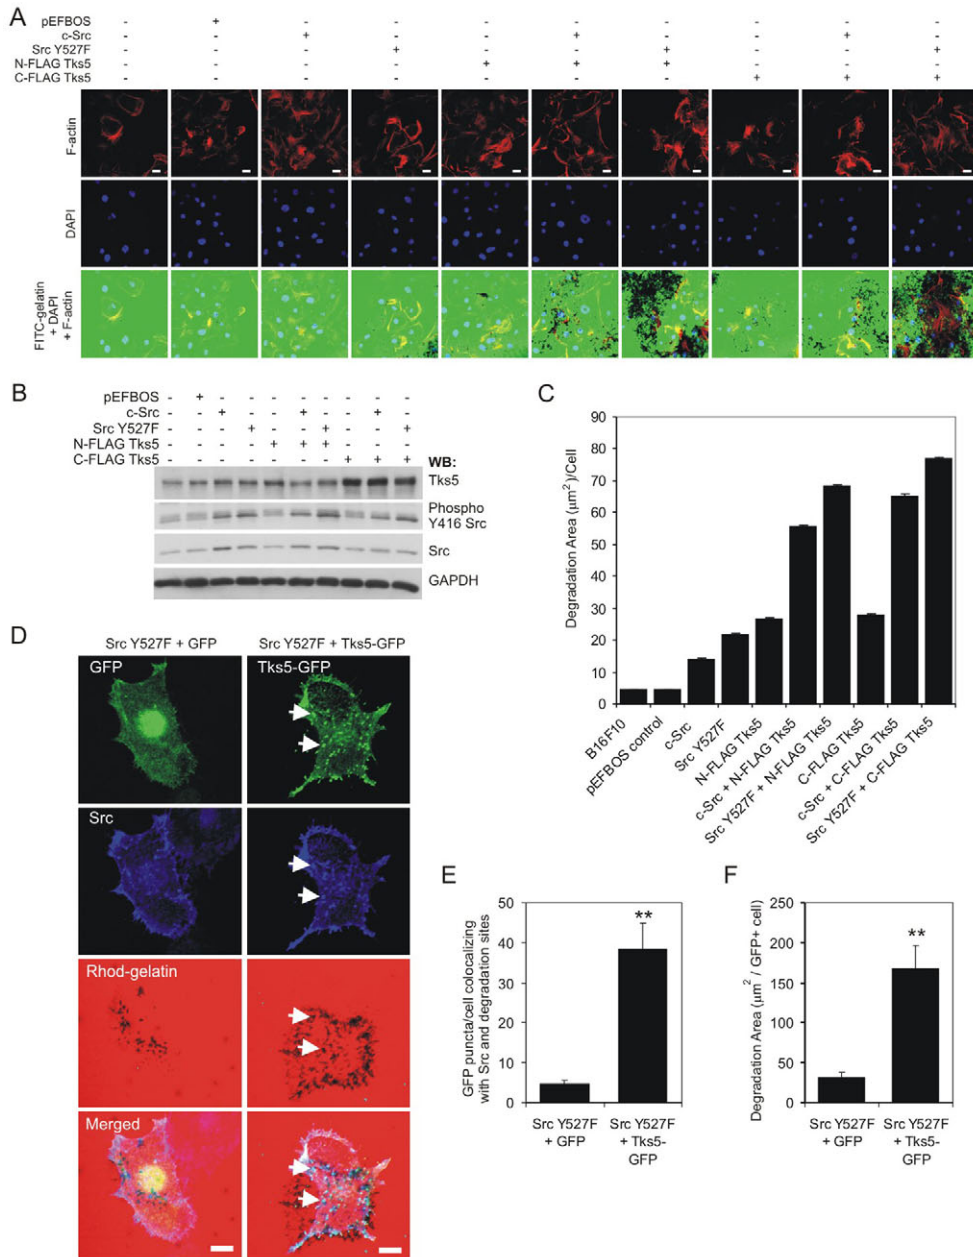 A
pEFBOS - + - - - - - - - -
c-Src - - + - - + - - + -
Src Y527F - - - + - - + - - +
N-FLAG Tks5 - - - - + + + - - -
C-FLAG Tks5 - - - - - - - + + +
F-actin
DAPI
FITC-gelatin
+ DAPI
+ F-actin
B
pEFBOS - + - - - - - - - -
c-Src - - + - - + - - + -
Src Y527F - - - + - - + - - +
N-FLAG Tks5 - - - - + + + - - -
C-FLAG Tks5 - - - - - - - + + +
WB:
Tks5
Phospho
Y416 Src
Src
GAPDH
C
Degradation Area (µm²)/Cell
90
80
70
60
50
40
30
20
10
0
B16F10
pEFBOS control
c-Src
Src Y527F
N-FLAG Tks5
c-Src + N-FLAG Tks5
Src Y527F + N-FLAG Tks5
C-FLAG Tks5
c-Src + C-FLAG Tks5
Src Y527F + C-FLAG Tks5
D
Src Y527F + GFP
Src Y527F + Tks5-GFP
GFP
Tks5-GFP
Src
Rhod-gelatin
Merged
E
GFP puncta/cell colocalizing
with Src and degradation sites
50
40
30
20
10
0
**
Src Y527F
+ GFP
Src Y527F
+ Tks5-
GFP
F
Degradation Area (µm² / GFP+ cell)
250
200
150
100
50
0
**
Src Y527F
+ GFP
Src Y527F
+ Tks5-
GFP